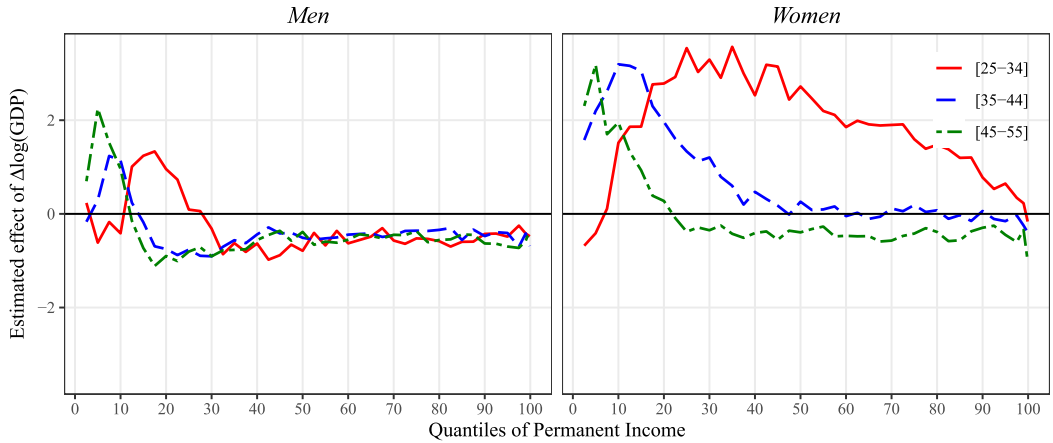 Men Women
Estimated effect of Δlog(GDP)
2
0
−2
[25−34]
[35−44]
[45−55]
0 10 20 30 40 50 60 70 80 90 100
0 10 20 30 40 50 60 70 80 90 100
Quantiles of Permanent Income